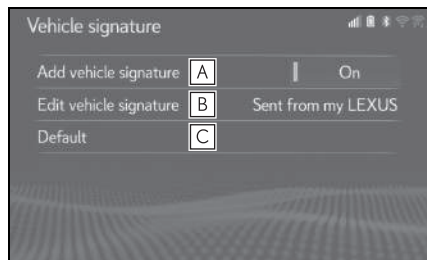 Vehicle signature
Add vehicle signature A On
Edit vehicle signature B Sent from my LEXUS
Default C